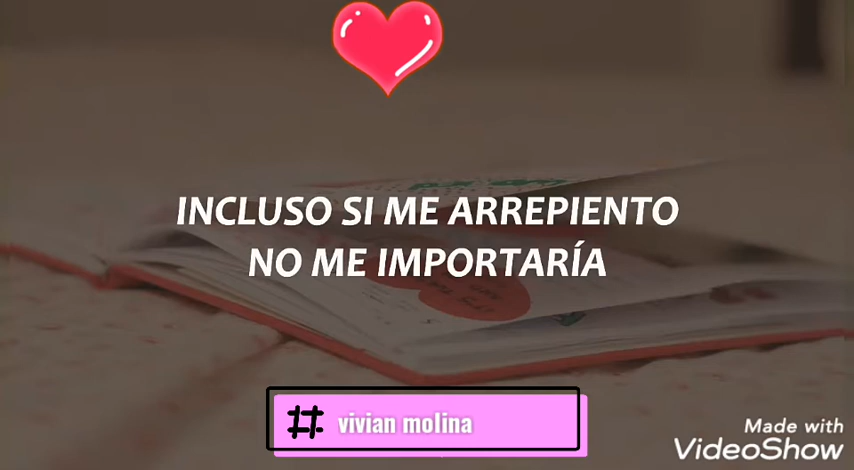 INCLUSO SI ME ARREPIENTO
NO ME IMPORTARÍA
# vivian molina
Made with
VideoShow